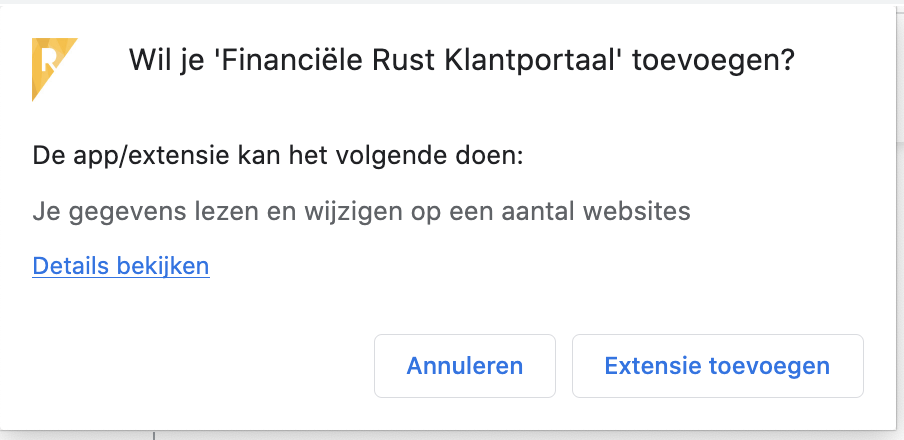 R
Wil je 'Financiële Rust Klantportaal' toevoegen?
De app/extensie kan het volgende doen:
Je gegevens lezen en wijzigen op een aantal websites
Details bekijken
Annuleren
Extensie toevoegen